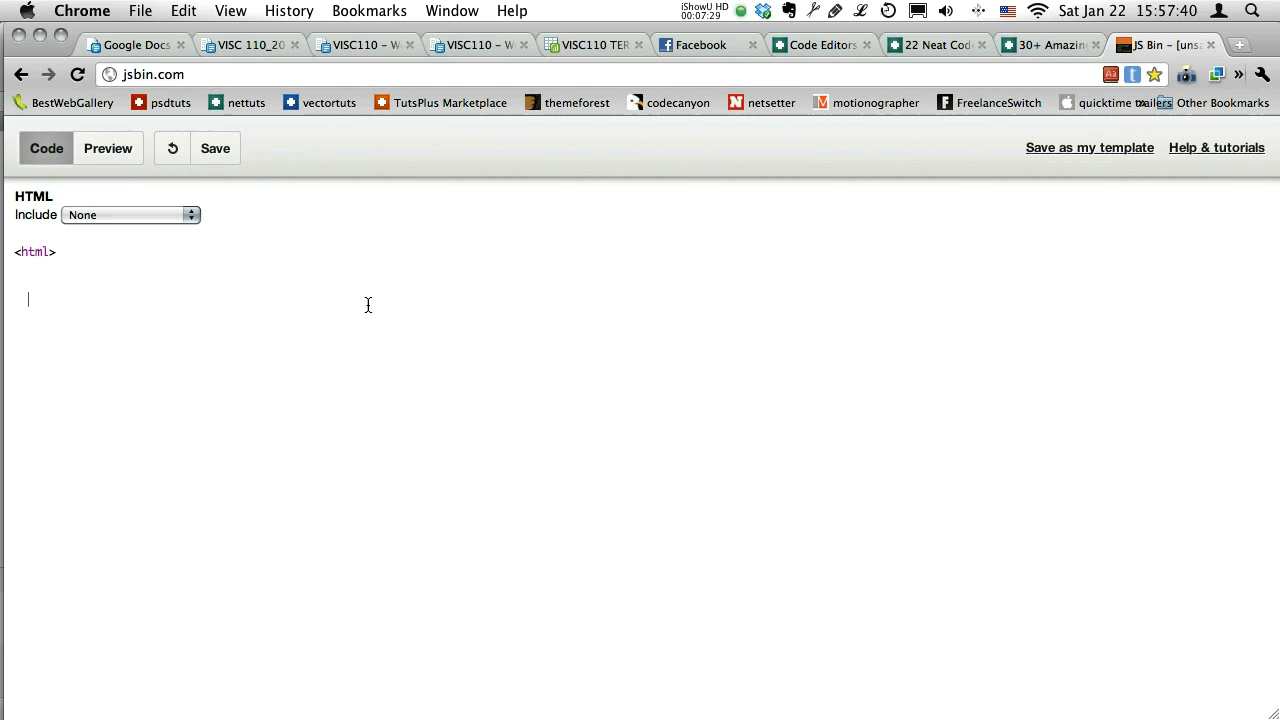 Chrome File Edit View History Bookmarks Window Help iShowU HD 00:07:29 Sat Jan 22 15:57:40
Google Docs VISC 110_20 VISC110 – W VISC110 – W VISC110 TER Facebook Code Editors 22 Neat Cod 30+ Amazin JS Bin – [uns
jsbin.com
BestWebGallery psdtuts nettuts vectortuts TutsPlus Marketplace themeforest codecanyon netsetter motionographer FreelanceSwitch quicktime Other Bookmarks
Code Preview Save Save as my template Help & tutorials
HTML
Include None
<html>